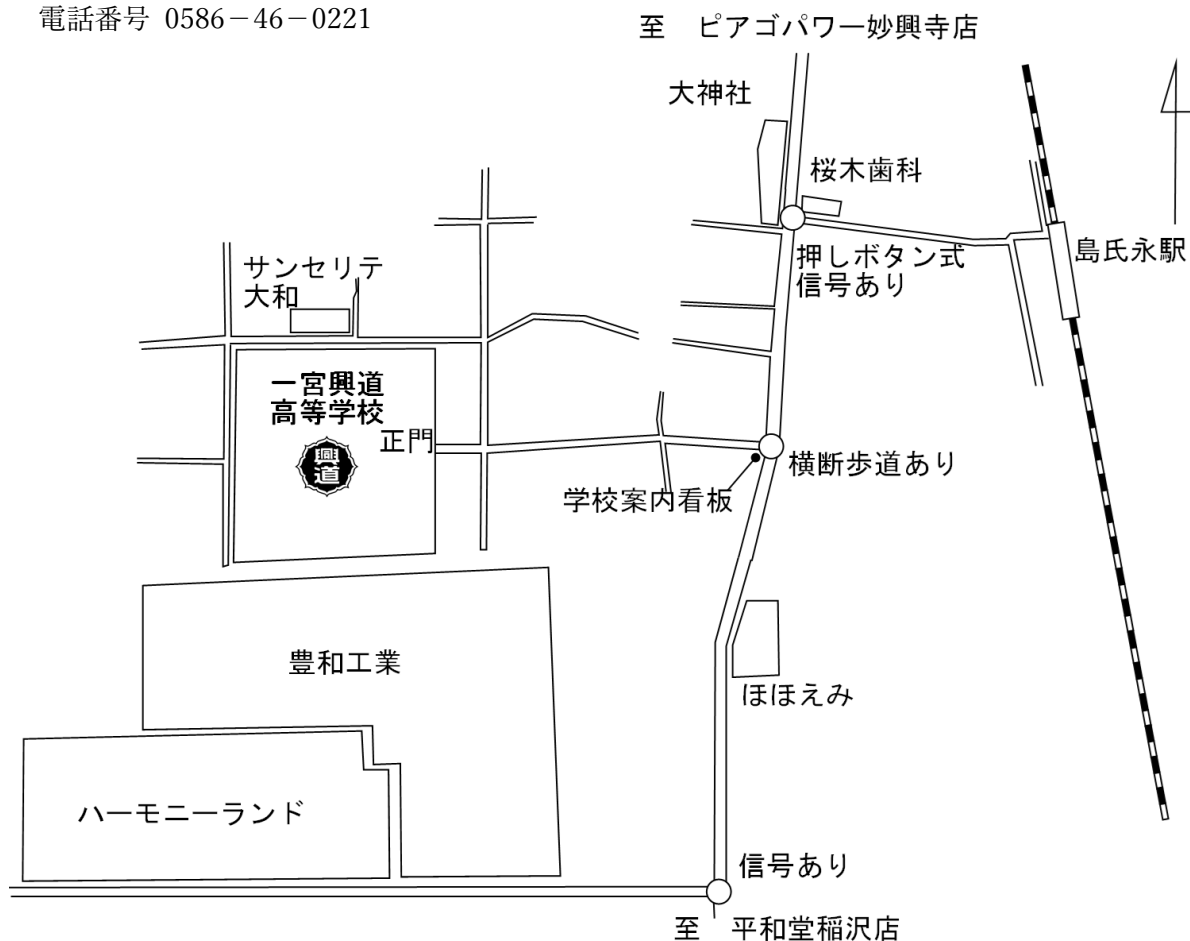 電話番号 0586－46－0221
至　ピアゴパワー妙興寺店
大神社
桜木歯科
島氏永駅
押しボタン式
信号あり
サンセリテ
大和
一宮興道
高等学校
正門
興
道
横断歩道あり
学校案内看板
豊和工業
ほほえみ
ハーモニーランド
信号あり
至　平和堂稲沢店